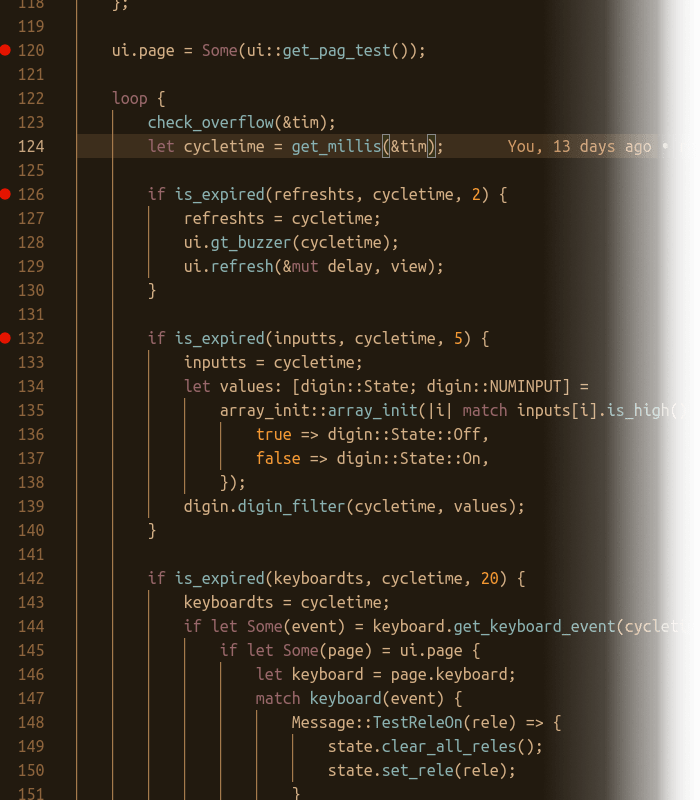 118 };
119
120 ui.page = Some(ui::get_pag_test());
121
122 loop {
123 check_overflow(&tim);
124 let cycletime = get_millis(&tim); You, 13 days ago •
125
126 if is_expired(refreshts, cycletime, 2) {
127 refreshts = cycletime;
128 ui.gt_buzzer(cycletime);
129 ui.refresh(&mut delay, view);
130 }
131
132 if is_expired(inputts, cycletime, 5) {
133 inputts = cycletime;
134 let values: [digin::State; digin::NUMINPUT] =
135 array_init::array_init(|i| match inputs[i].is_high()
136 true => digin::State::Off,
137 false => digin::State::On,
138 });
139 digin.digin_filter(cycletime, values);
140 }
141
142 if is_expired(keyboardts, cycletime, 20) {
143 keyboardts = cycletime;
144 if let Some(event) = keyboard.get_keyboard_event(cycleti
145 if let Some(page) = ui.page {
146 let keyboard = page.keyboard;
147 match keyboard(event) {
148 Message::TestReleOn(rele) => {
149 state.clear_all_reles();
150 state.set_rele(rele);
151 }